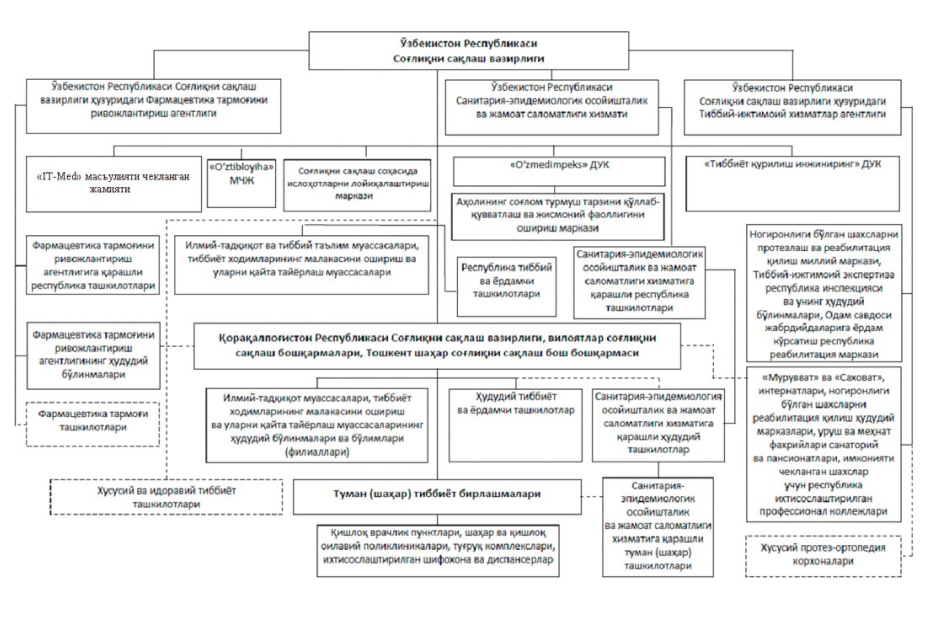 Ўзбекистон Республикаси
Соғлиқни сақлаш вазирлиги
Ўзбекистон Республикаси Соғлиқни сақлаш
вазирлиги ҳузуридаги Фармацевтика тармоғини
ривожлантириш агентлиги
Ўзбекистон Республикаси
Санитария-эпидемиологик осойишталик
ва жамоат саломатлиги хизмати
Ўзбекистон Республикаси
Соғлиқни сақлаш вазирлиги ҳузуридаги
Тиббий-ижтимоий хизматлар агентлиги
«IT-Med» масъулияти чекланган
жамияти
«O‘ztibloyiha»
МЧЖ
Соғлиқни сақлаш соҳасида
ислоҳотларни лойиҳалаштириш
маркази
«O‘zmedimpeks» ДУК
«Тиббиёт қурилиш инжиниринг» ДУК
Аҳолининг соғлом турмуш тарзини қўллаб-
қувватлаш ва жисмоний фаоллигини
ошириш маркази
Фармацевтика тармоғини
ривожлантириш
агентлигига қарашли
республика ташкилотлари
Илмий-тадқиқот ва тиббий таълим муассасалари,
тиббиёт ходимларининг малакасини ошириш ва
уларни қайта тайёрлаш муассасалари
Республика тиббий
ва ёрдамчи
ташкилотлари
Санитария-эпидемиологик
осойишталик ва жамоат
саломатлиги хизматига
қарашли республика
ташкилотлари
Ногиронлиги бўлган шахсларни
протезлаш ва реабилитация
қилиш миллий маркази,
Тиббий-ижтимоий экспертиза
республика инспекцияси
ва унинг ҳудудий
бўлинмалари, Одам савдоси
жабрдийдаларига ёрдам
кўрсатиш республика
реабилитация маркази
Фармацевтика тармоғини
ривожлантириш
агентлигининг ҳудудий
бўлинмалари
Қорақалпоғистон Республикаси Соғлиқни сақлаш вазирлиги, вилоятлар соғлиқни
сақлаш бошқармалари, Тошкент шаҳар соғлиқни сақлаш бош бошқармаси
Фармацевтика тармоғи
ташкилотлари
Илмий-тадқиқот муассасалари, тиббиёт
ходимларининг малакасини ошириш
ва уларни қайта тайёрлаш муассасаларининг
ҳудудий бўлинмалари ва бўлимлари
(филиаллари)
Ҳудудий тиббиёт
ва ёрдамчи ташкилотлар
Санитария-эпидемиология
осойишталик ва жамоат
саломатлиги хизматига
қарашли ҳудудий
ташкилотлар
«Мурувват» ва «Саховат»,
интернатлари, ногиронлиги
бўлган шахсларни
реабилитация қилиш ҳудудий
марказлари, уруш ва меҳнат
фахрийлари санаторий
ва пансионатлари, имконияти
чекланган шахслар
учун республика
ихтисослаштирилган
профессионал коллежлари
Хусусий ва идоравий тиббиёт
ташкилотлари
Туман (шаҳар) тиббиёт бирлашмалари
Санитария-
эпидемиологик
осойишталик
ва жамоат саломатлиги
хизматига қарашли
туман (шаҳар)
ташкилотлари
Қишлоқ врачлик пунктлари, шаҳар ва қишлоқ
оилавий поликлиникалари, туғруқ комплекслари,
ихтисослаштирилган шифохона ва диспансерлар
Хусусий протез-ортопедия
корхоналари